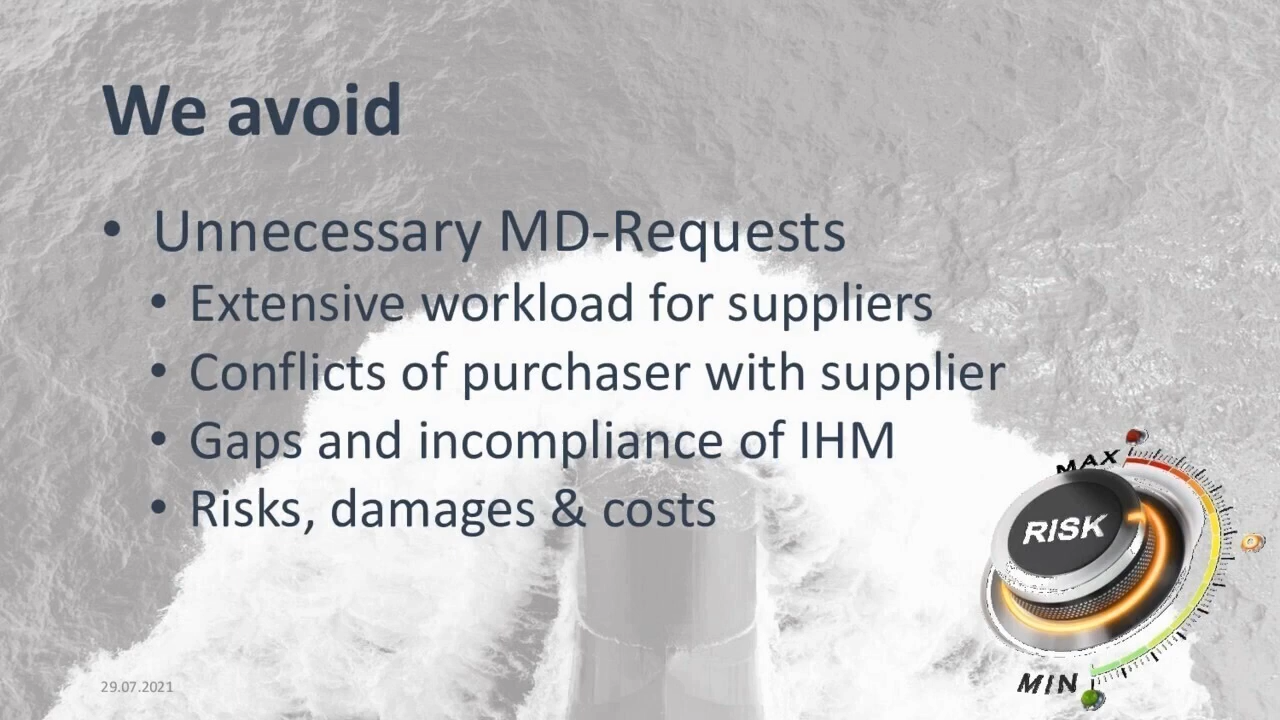 We avoid
• Unnecessary MD-Requests
• Extensive workload for suppliers
• Conflicts of purchaser with supplier
• Gaps and incompliance of IHM
• Risks, damages & costs
MAX
RISK
MIN
29.07.2021